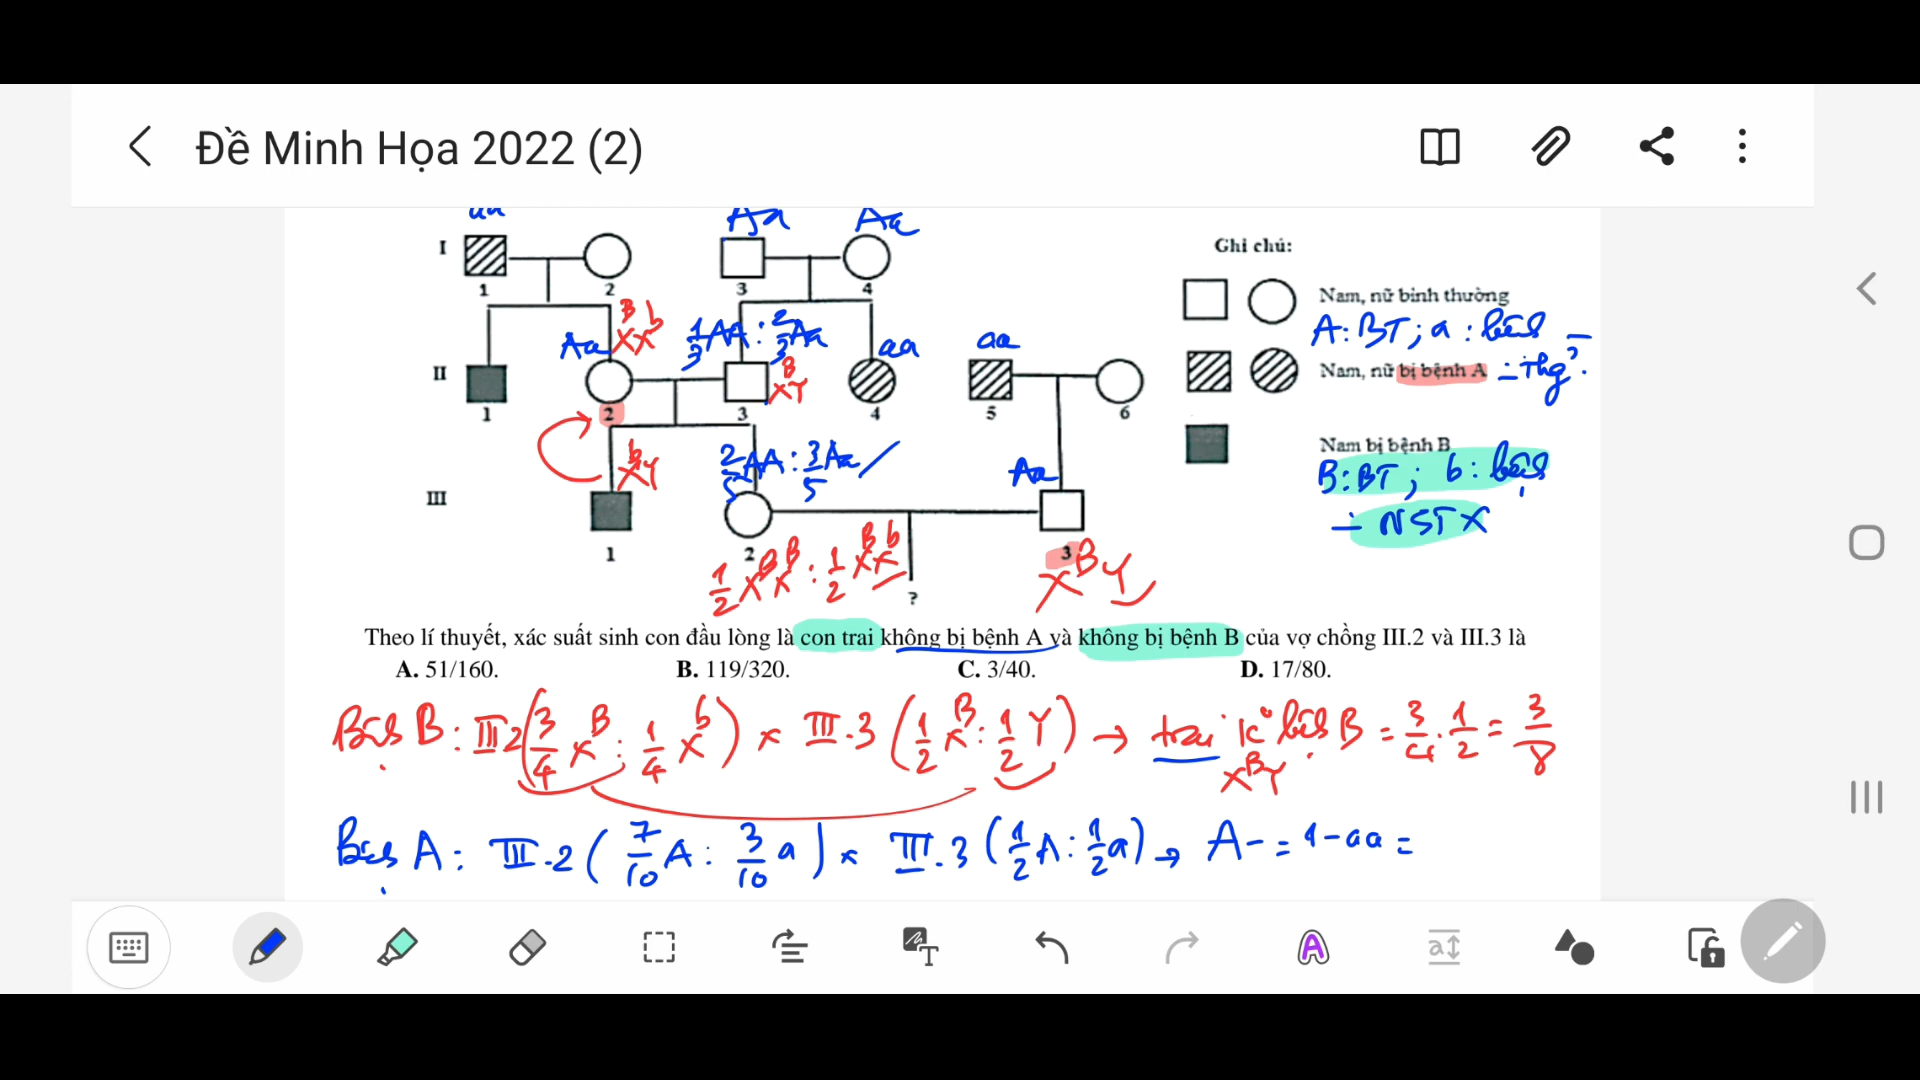 Đề Minh Họa 2022 (2)
aa
Aa
Aa
I
1
2
3
4
Ghi chú:
Nam, nữ bình thường
A: BT; a: bệnh
Nam, nữ bị bệnh A
- Thg?
Nam bị bệnh B
B: BT; b: bệnh
- NST X
II
Aa
X^B X^b
1/3 AA : 2/3 Aa
X^B Y
aa
aa
1
2
3
4
5
6
III
X^b Y
2/5 AA : 3/5 Aa
Aa
1
2
3
1/2 X^B X^B : 1/2 X^B X^b
?
X^B Y
Theo lí thuyết, xác suất sinh con đầu lòng là con trai không bị bệnh A và không bị bệnh B của vợ chồng III.2 và III.3 là
A. 51/160. B. 119/320. C. 3/40. D. 17/80.
Bệnh B: III2 (3/4 X^B : 1/4 X^b) × III.3 (1/2 X^B : 1/2 Y) → trai k° bệnh B = 3/4 . 1/2 = 3/8
X^B Y
Bệnh A: III.2 (7/10 A : 3/10 a) × III.3 (1/2 A : 1/2 a) → A- = 1-aa =